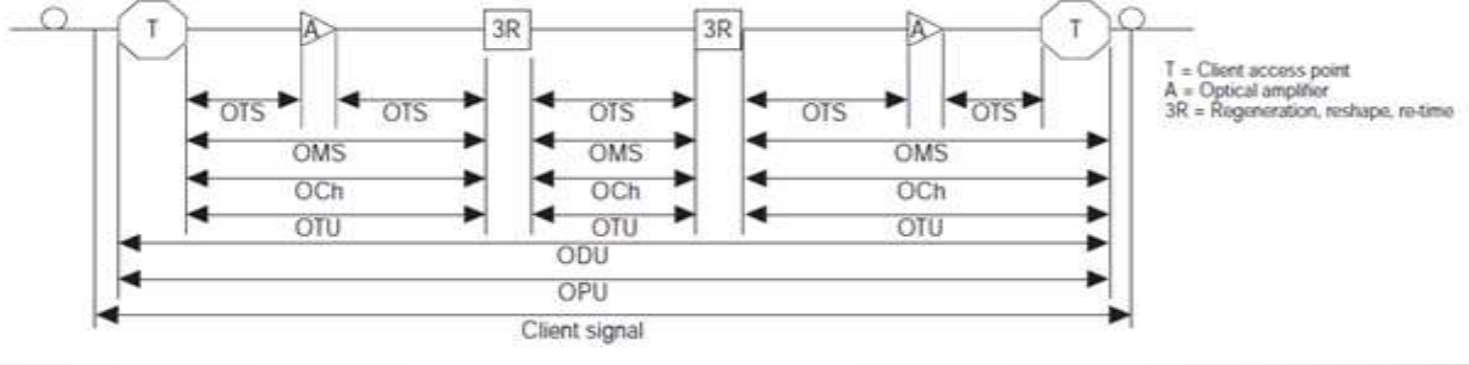 T A 3R 3R A T
T = Client access point
A = Optical amplifier
3R = Regeneration, reshape, re-time
OTS OTS OTS OTS OTS
OMS OMS OMS
OCh OCh OCh
OTU OTU OTU
ODU
OPU
Client signal